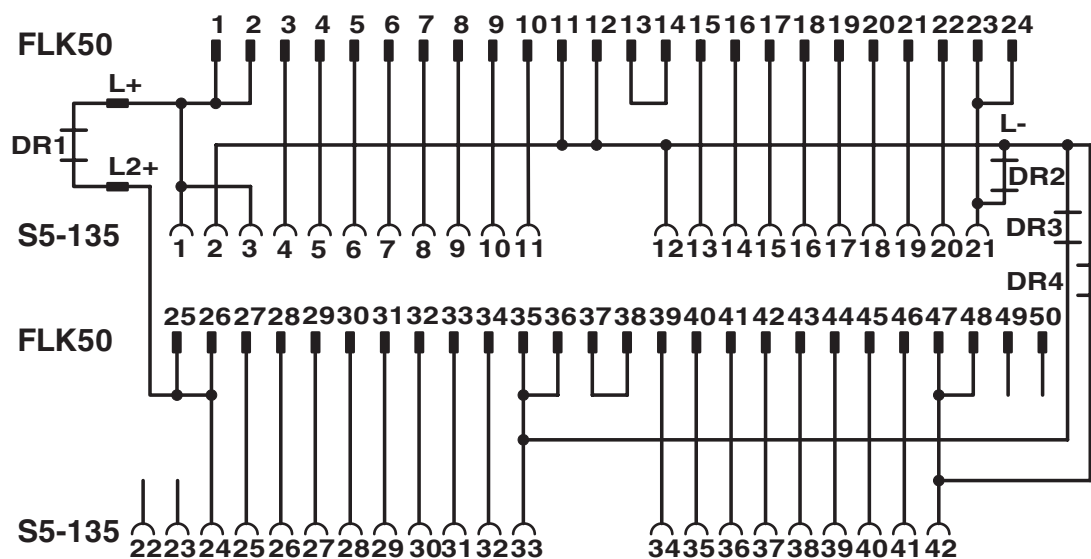 1 2 3 4 5 6 7 8 9 10 11 12 13 14 15 16 17 18 19 20 21 22 23 24
FLK50
L+
L-
DR1
L2+
DR2
S5-135
1 2 3 4 5 6 7 8 9 10 11 12 13 14 15 16 17 18 19 20 21
DR3
DR4
25 26 27 28 29 30 31 32 33 34 35 36 37 38 39 40 41 42 43 44 45 46 47 48 49 50
FLK50
S5-135
22 23 24 25 26 27 28 29 30 31 32 33 34 35 36 37 38 39 40 41 42